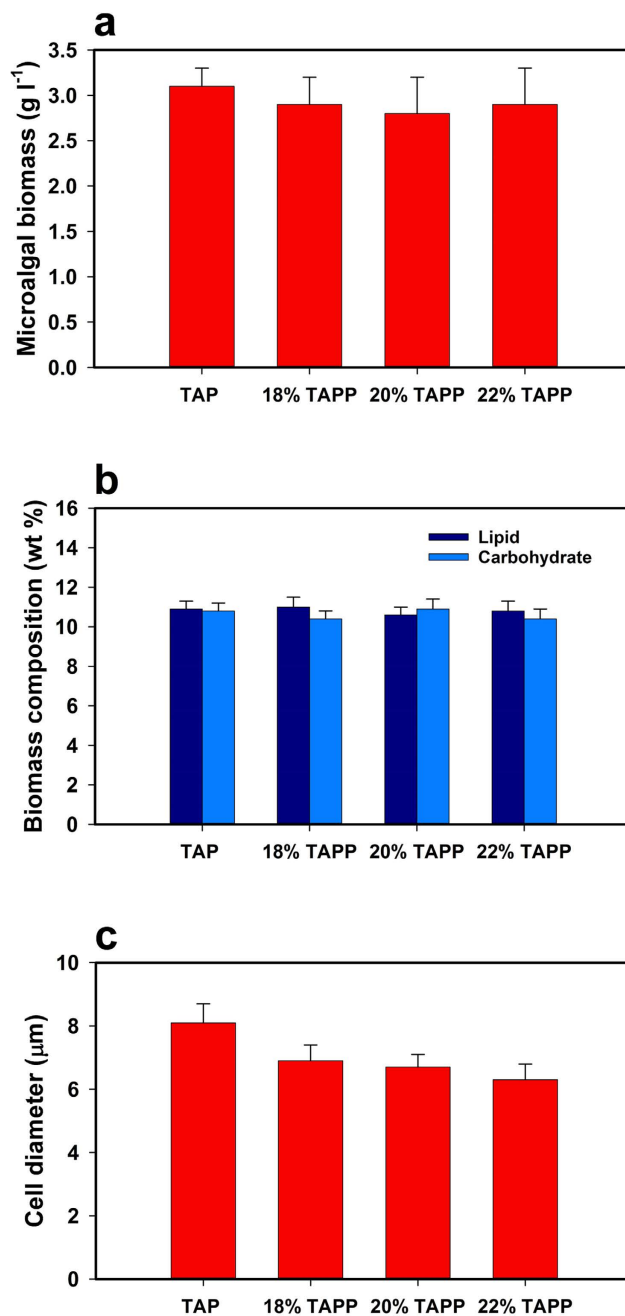 a
Microalgal biomass (g l⁻¹)
3.5
3.0
2.5
2.0
1.5
1.0
0.5
0.0
TAP 18% TAPP 20% TAPP 22% TAPP
b
Biomass composition (wt %)
16
14
12
10
8
6
4
2
0
Lipid
Carbohydrate
TAP 18% TAPP 20% TAPP 22% TAPP
c
Cell diameter (μm)
10
8
6
4
2
0
TAP 18% TAPP 20% TAPP 22% TAPP